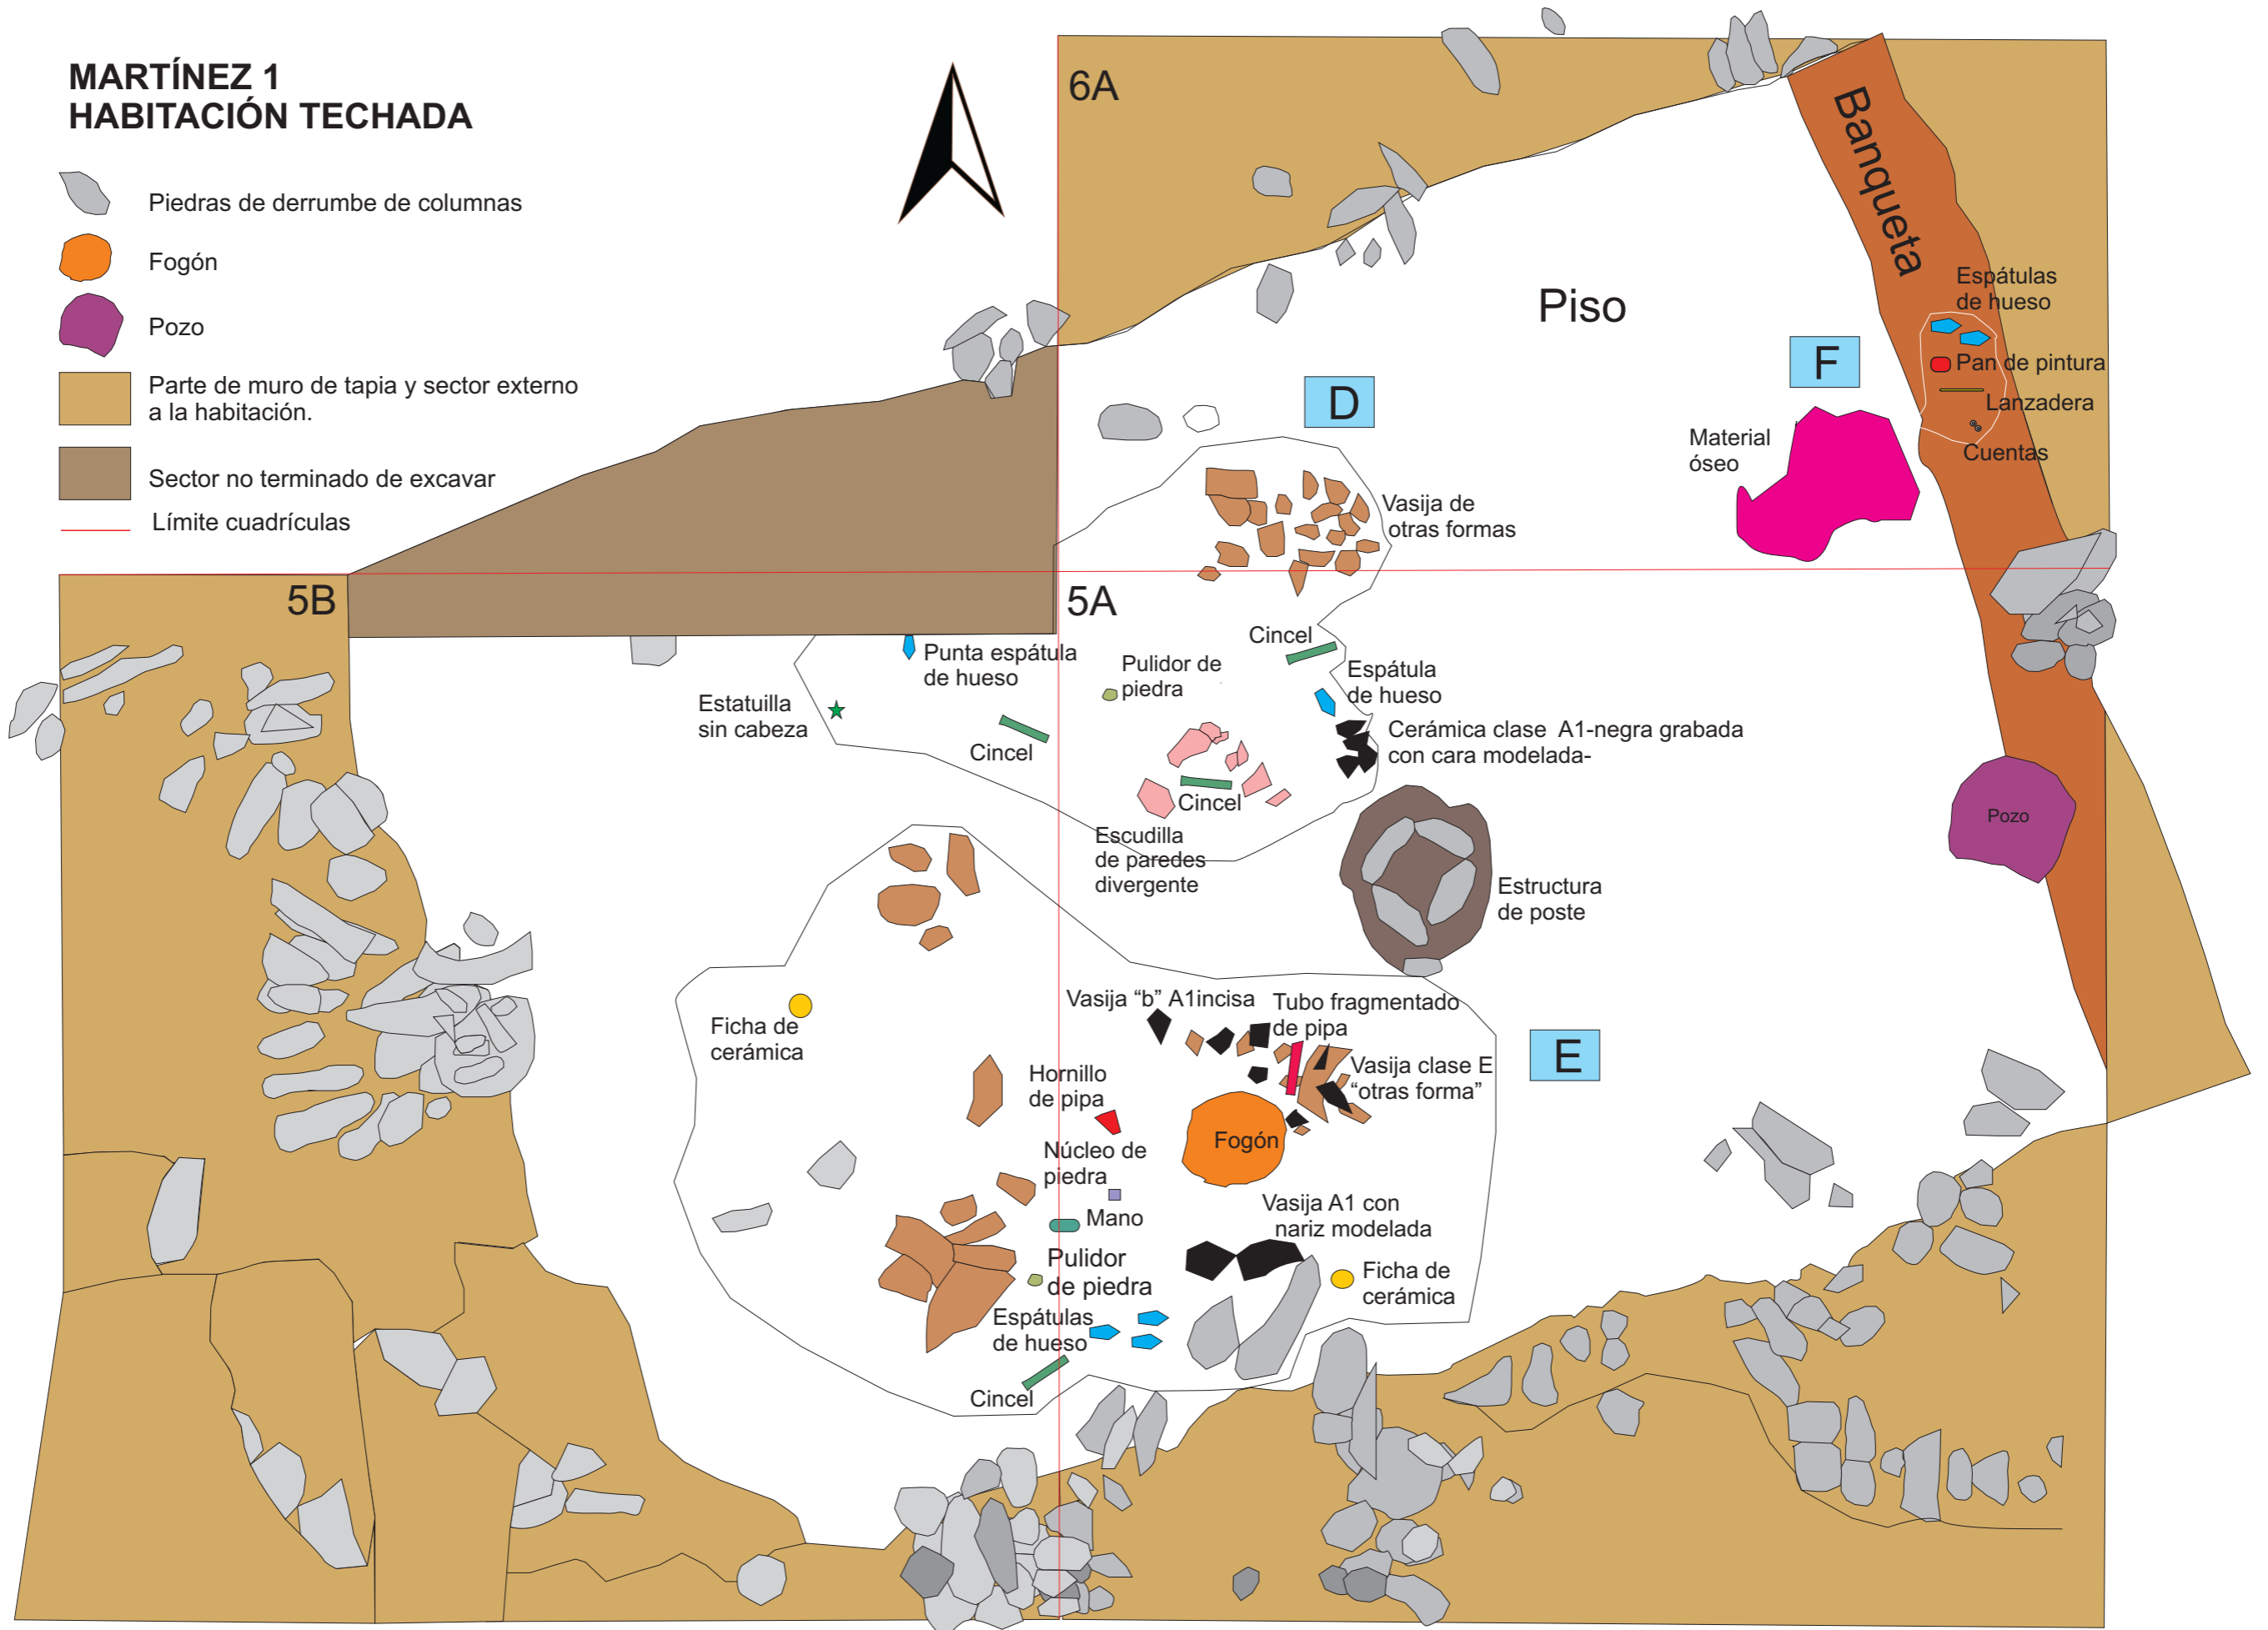 MARTÍNEZ 1
HABITACIÓN TECHADA
Piedras de derrumbe de columnas
Fogón
Pozo
Parte de muro de tapia y sector externo
a la habitación.
Sector no terminado de excavar
Límite cuadrículas
6A
Banqueta
Piso
Espátulas
de hueso
Pan de pintura
Lanzadera
Cuentas
F
D
Material
óseo
Vasija de
otras formas
5B
5A
Cincel
Punta espátula
de hueso
Pulidor de
piedra
Espátula
de hueso
Estatuilla
sin cabeza
Cincel
Cerámica clase A1-negra grabada
con cara modelada-
Cincel
Escudilla
de paredes
divergente
Pozo
Estructura
de poste
Vasija “b” A1incisa
Tubo fragmentado
de pipa
Ficha de
cerámica
E
Vasija clase E
“otras forma”
Hornillo
de pipa
Fogón
Núcleo de
piedra
Mano
Vasija A1 con
nariz modelada
Pulidor
de piedra
Ficha de
cerámica
Espátulas
de hueso
Cincel